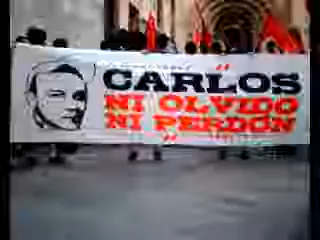 "
CARLOS
NI OLVIDO
NI PERDÓN
"